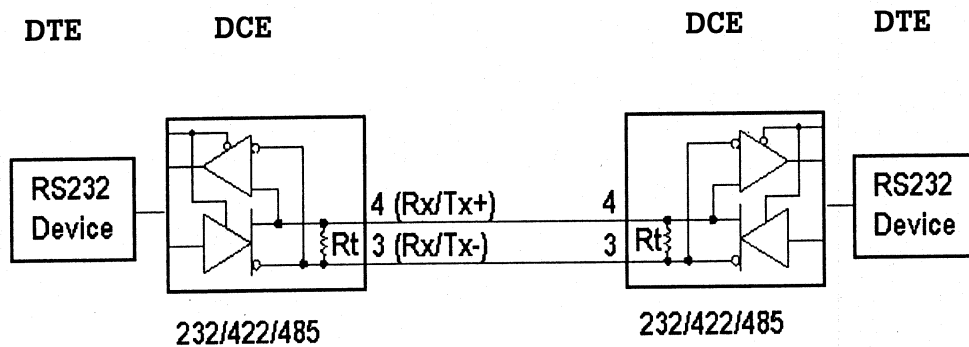 DTE DCE DCE DTE
RS232
Device
Rt
4 (Rx/Tx+)
3 (Rx/Tx-)
4
3
Rt
RS232
Device
232/422/485
232/422/485